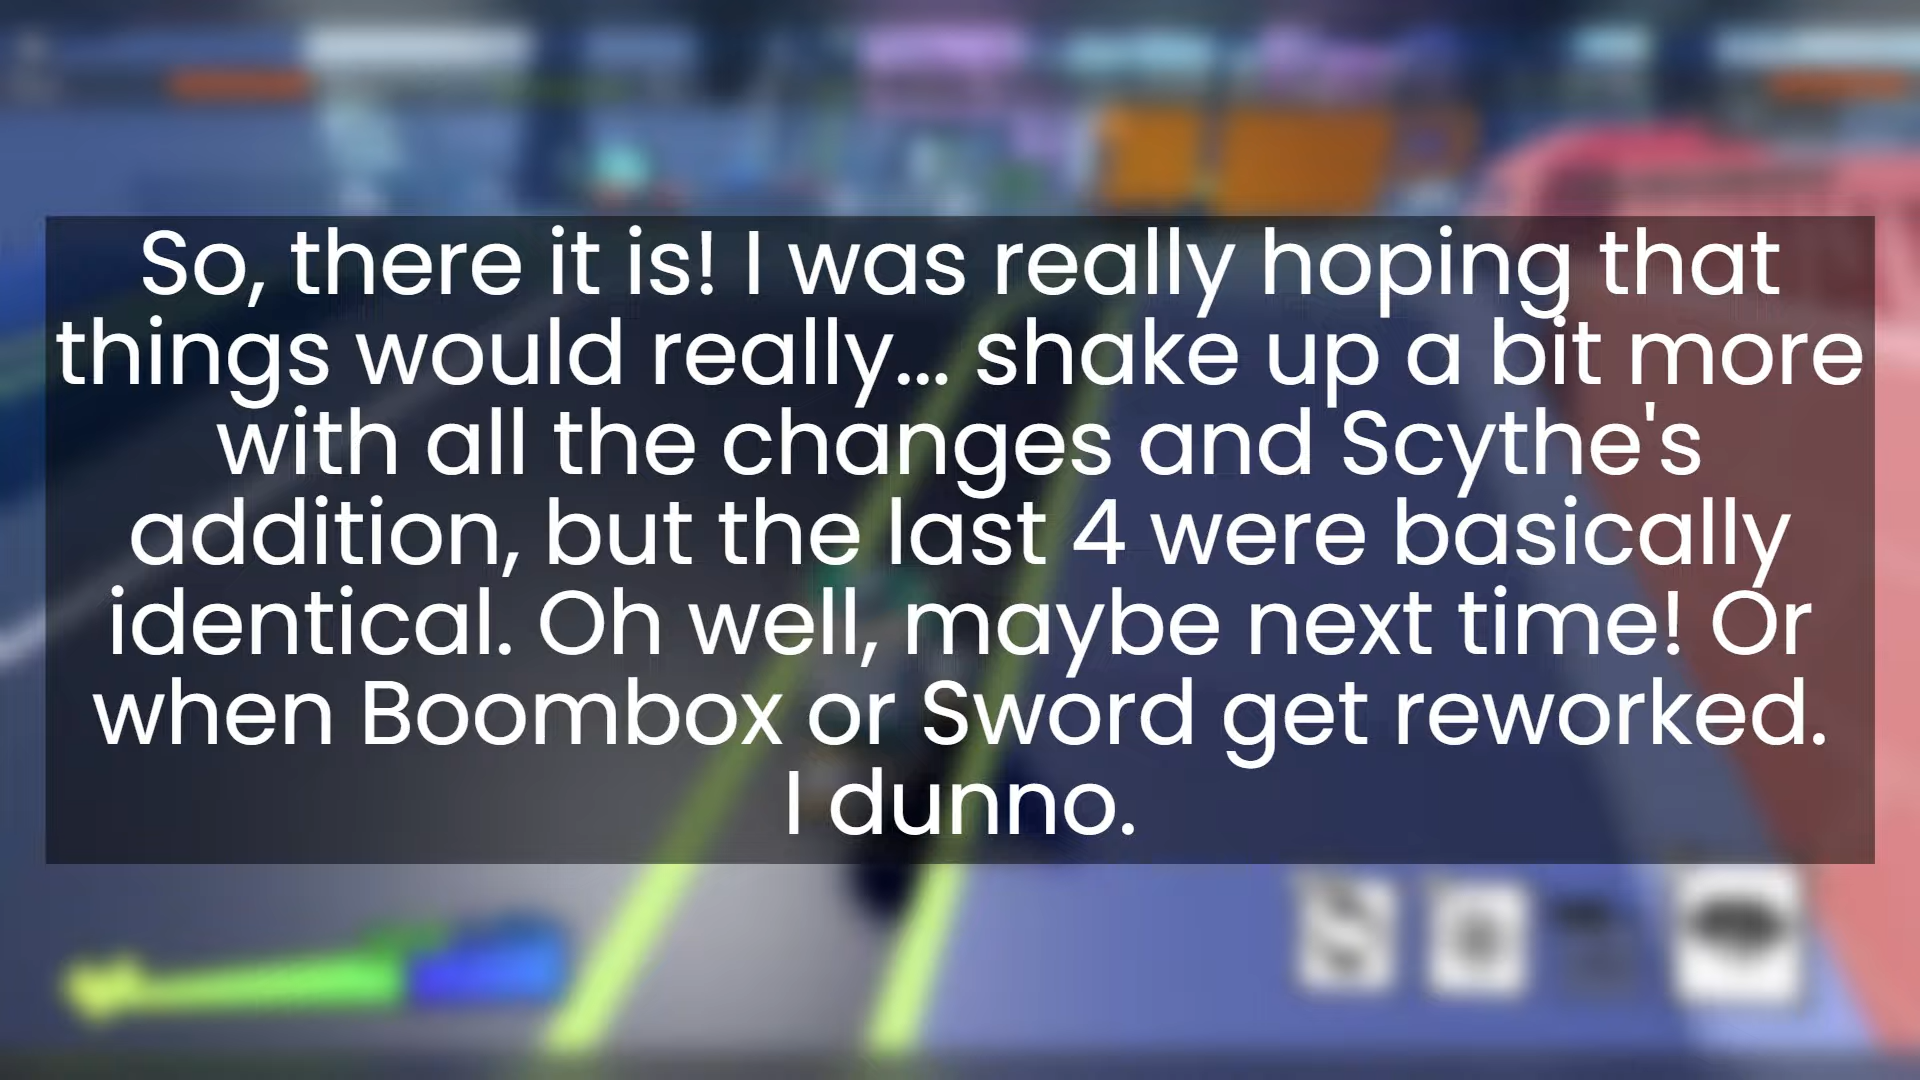 So, there it is! I was really hoping that
things would really... shake up a bit more
with all the changes and Scythe's
addition, but the last 4 were basically
identical. Oh well, maybe next time! Or
when Boombox or Sword get reworked.
I dunno.